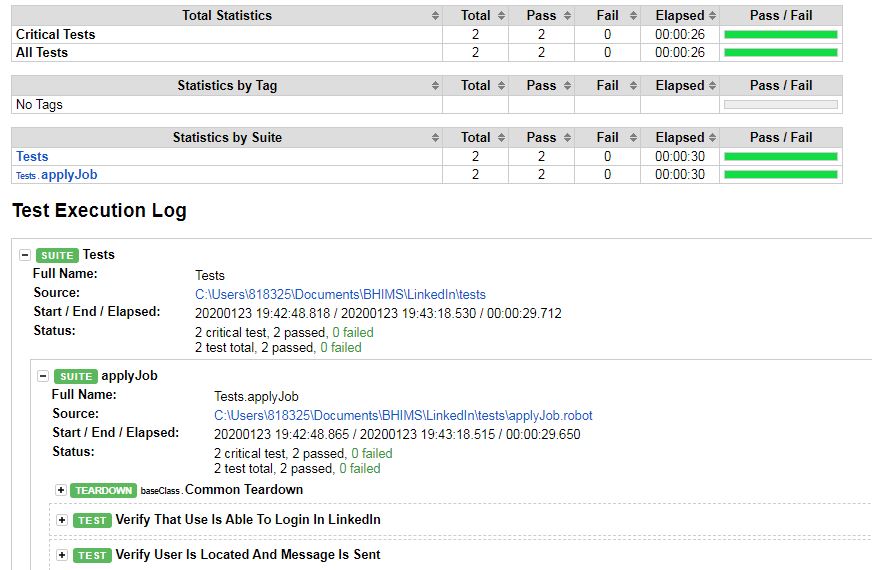 Total Statistics Total Pass Fail Elapsed Pass / Fail
Critical Tests 2 2 0 00:00:26
All Tests 2 2 0 00:00:26
Statistics by Tag Total Pass Fail Elapsed Pass / Fail
No Tags
Statistics by Suite Total Pass Fail Elapsed Pass / Fail
Tests 2 2 0 00:00:30
Tests . applyJob 2 2 0 00:00:30
Test Execution Log
SUITE Tests
Full Name: Tests
Source: C:\Users\818325\Documents\BHIMS\LinkedIn\tests
Start / End / Elapsed: 20200123 19:42:48.818 / 20200123 19:43:18.530 / 00:00:29.712
Status: 2 critical test, 2 passed, 0 failed
2 test total, 2 passed, 0 failed
SUITE applyJob
Full Name: Tests.applyJob
Source: C:\Users\818325\Documents\BHIMS\LinkedIn\tests\applyJob.robot
Start / End / Elapsed: 20200123 19:42:48.865 / 20200123 19:43:18.515 / 00:00:29.650
Status: 2 critical test, 2 passed, 0 failed
2 test total, 2 passed, 0 failed
TEARDOWN baseClass . Common Teardown
TEST Verify That Use Is Able To Login In LinkedIn
TEST Verify User Is Located And Message Is Sent